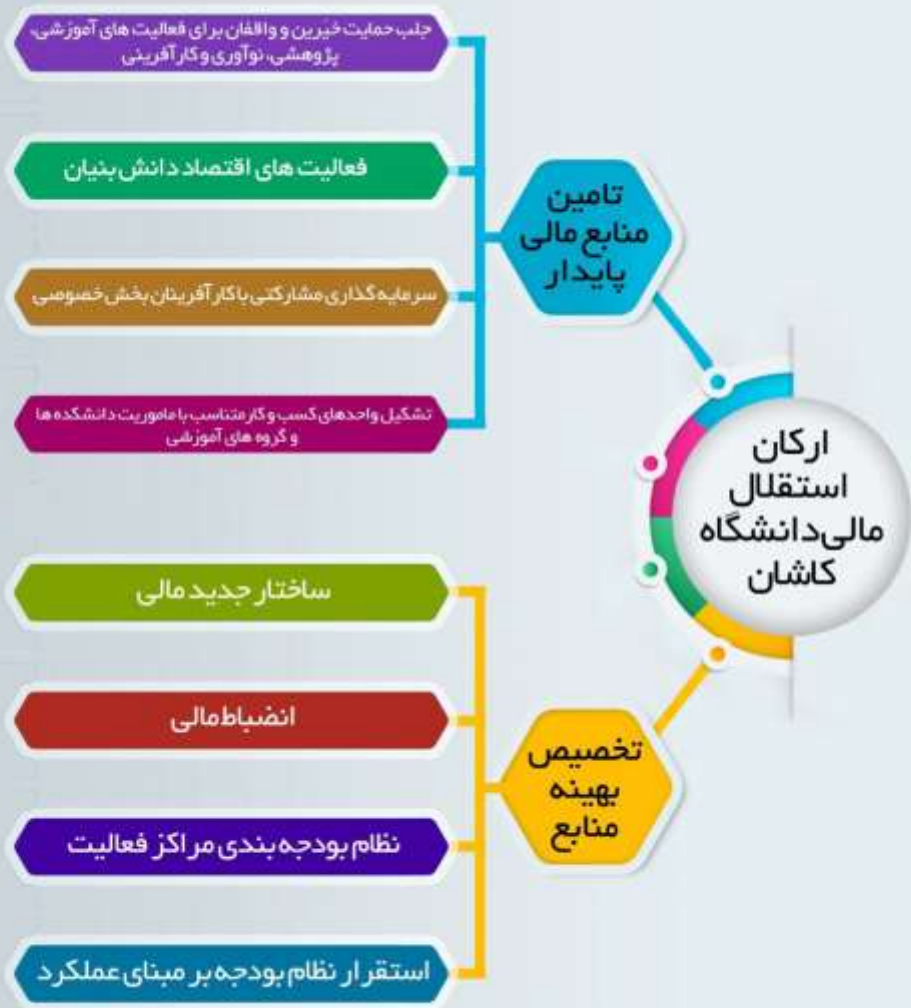 ارکان
استقلال
مالی‌دانشگاه
کاشان
تامین
منابع مالی
پایدار
جلب حمایت خیّرین و واقفان برای فعالیت های آموزشی،
پژوهشی، نوآوری و کارآفرینی
فعالیت های اقتصاد دانش بنیان
سرمایه گذاری مشارکتی با کارآفرینان بخش خصوصی
تشکیل واحدهای کسب و کار متناسب با ماموریت دانشکده ها
و گروه های آموزشی
تخصیص
بهینه
منابع
ساختار جدید مالی
انضباط مالی
نظام بودجه بندی مراکز فعالیت
استقرار نظام بودجه بر مبنای عملکرد